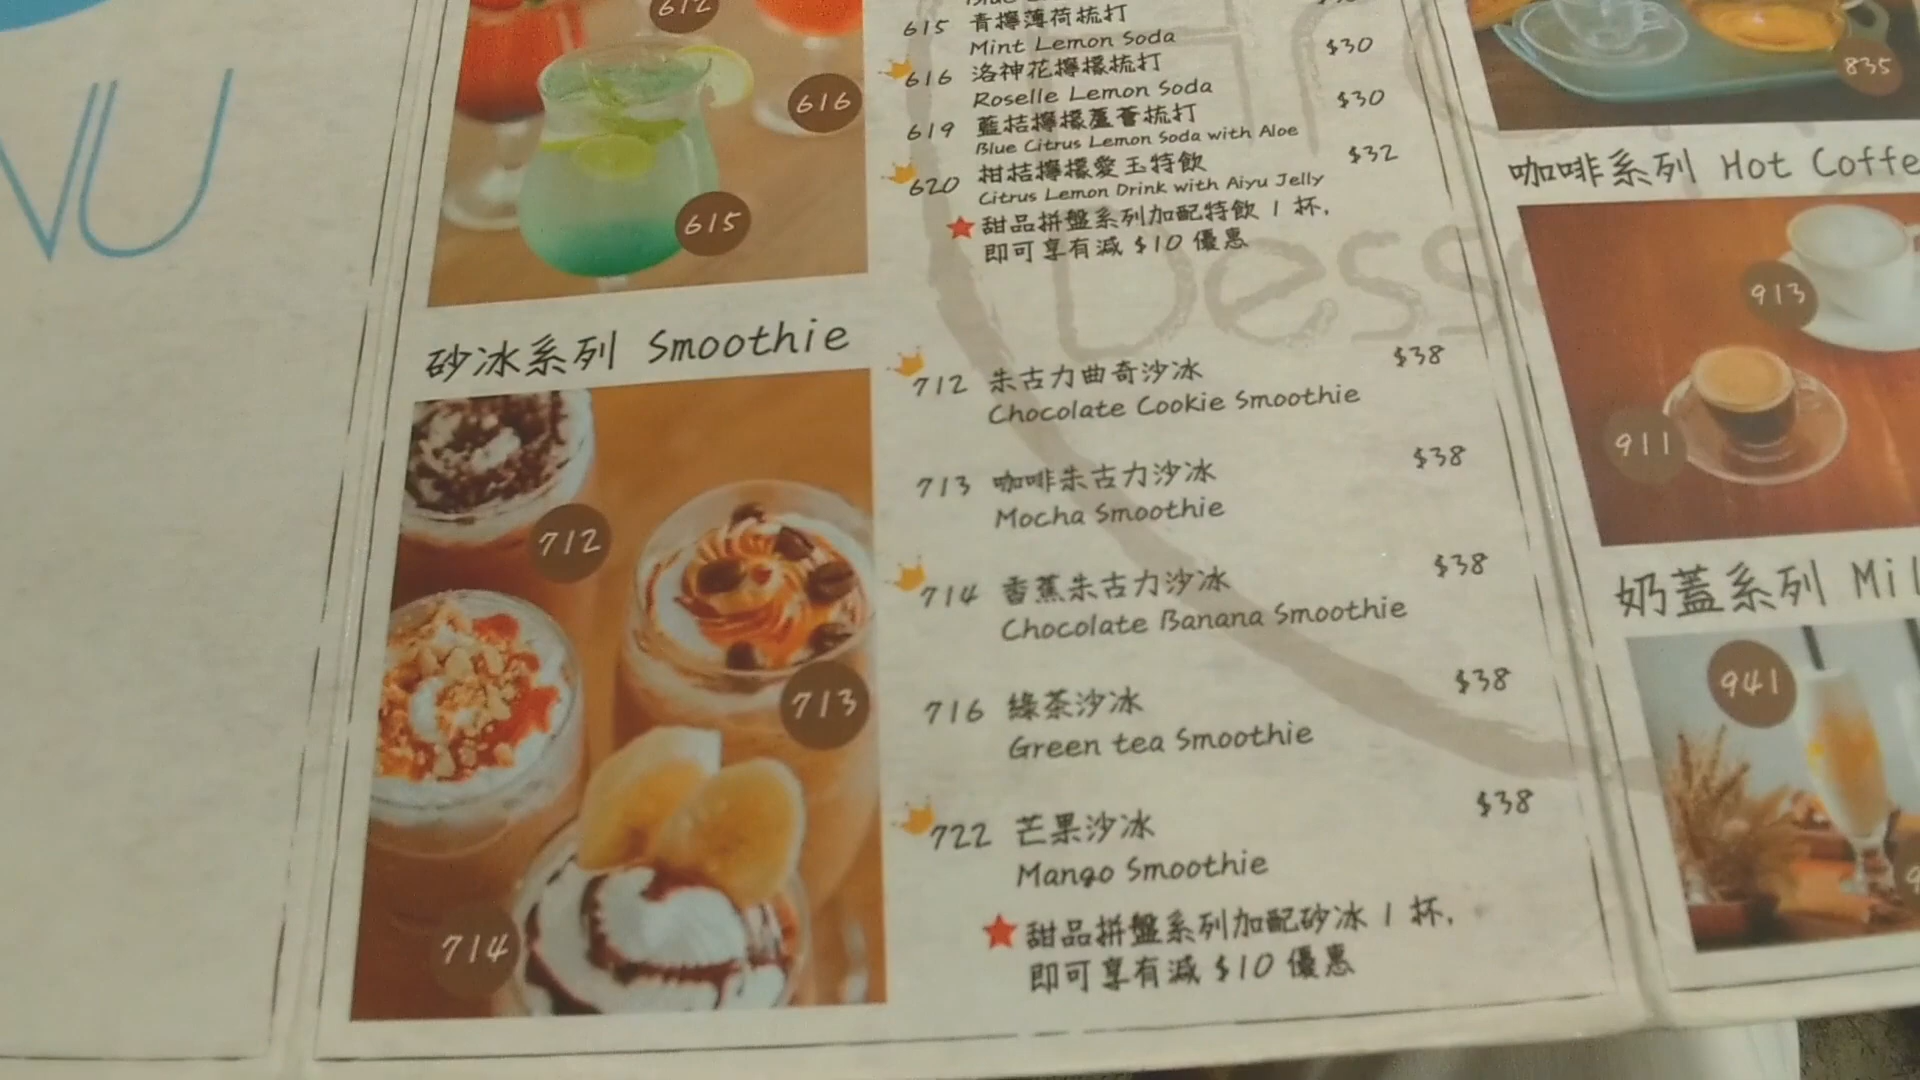 NU
612
616
615
615 青檸薄荷梳打
Mint Lemon Soda $30
616 洛神花檸檬梳打
Roselle Lemon Soda $30
619 藍桔檸檬蘆薈梳打
Blue Citrus Lemon Soda with Aloe
620 柑桔檸檬愛玉特飲 $32
Citrus Lemon Drink with Aiyu Jelly
甜品拼盤系列加配特飲 1 杯,
即可享有減 $10 優惠
砂冰系列 Smoothie
712
713
714
712 朱古力曲奇沙冰 $38
Chocolate Cookie Smoothie
713 咖啡朱古力沙冰 $38
Mocha Smoothie
714 香蕉朱古力沙冰 $38
Chocolate Banana Smoothie
716 綠茶沙冰 $38
Green tea Smoothie
722 芒果沙冰 $38
Mango Smoothie
甜品拼盤系列加配砂冰 1 杯,
即可享有減 $10 優惠
Dess
835
咖啡系列 Hot Coffe
913
911
奶蓋系列 Mil
941